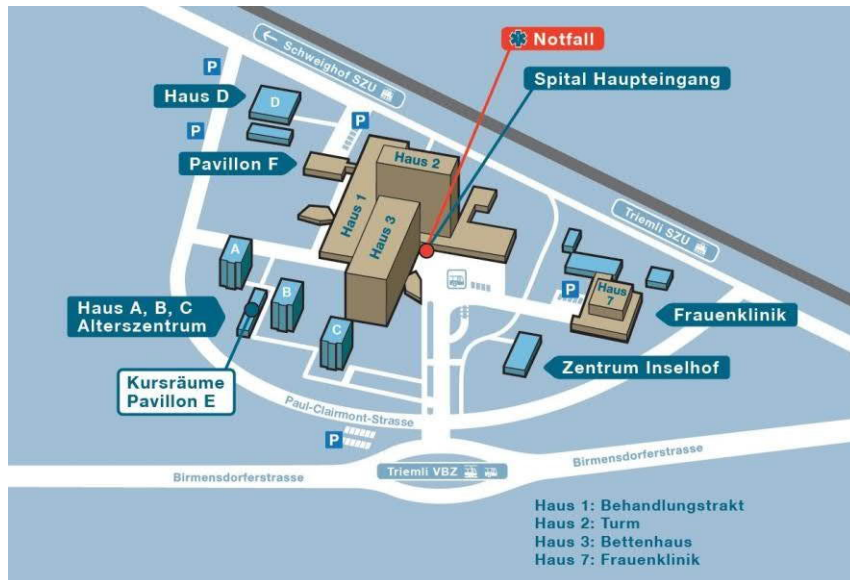 Notfall
Spital Haupteingang
← Schweighof SZU
P
Haus D
D
P
P
Pavillon F
Haus 2
Haus 1
Haus 3
Triemli SZU
A
B
C
Haus A, B, C
Alterszentrum
P
Haus
7
Frauenklinik
Zentrum Inselhof
Kursräume
Pavillon E
Paul-Clairmont-Strasse
P
Triemli VBZ
Birmensdorferstrasse
Birmensdorferstrasse
Haus 1: Behandlungstrakt
Haus 2: Turm
Haus 3: Bettenhaus
Haus 7: Frauenklinik